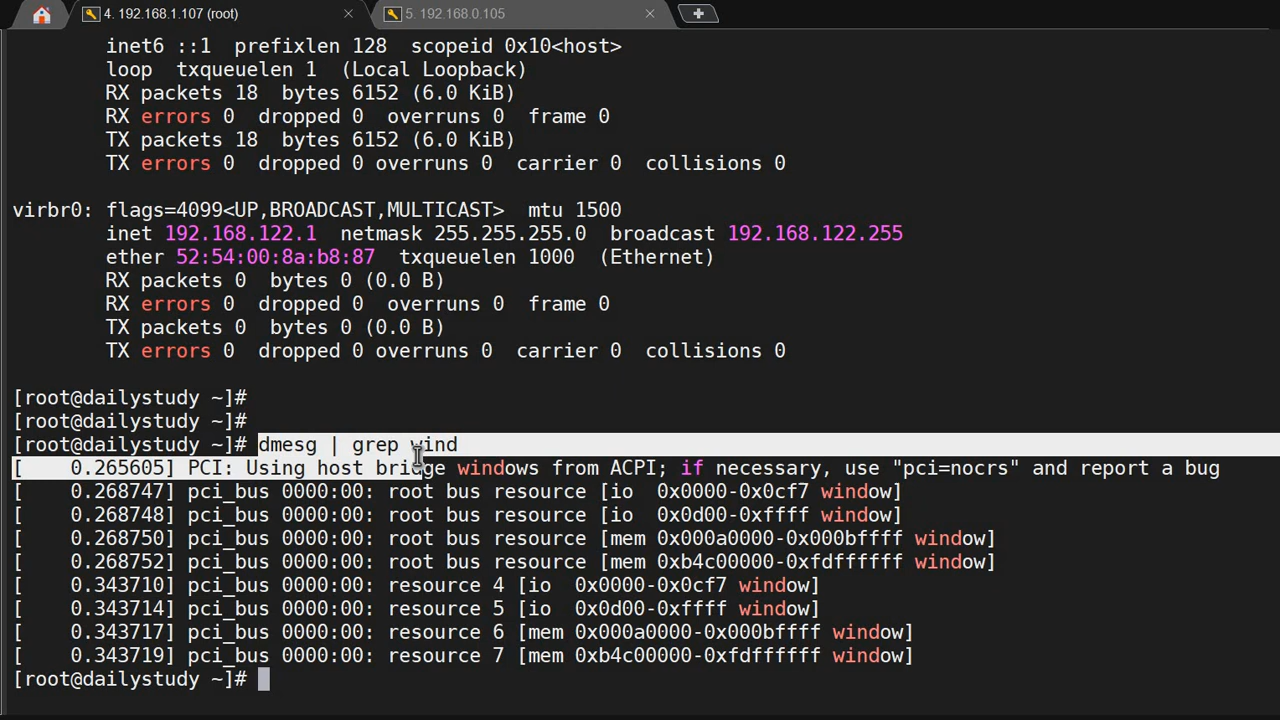 4. 192.168.1.107 (root)
5. 192.168.0.105
inet6 ::1  prefixlen 128  scopeid 0x10<host>
loop  txqueuelen 1  (Local Loopback)
RX packets 18  bytes 6152 (6.0 KiB)
RX errors 0  dropped 0  overruns 0  frame 0
TX packets 18  bytes 6152 (6.0 KiB)
TX errors 0  dropped 0 overruns 0  carrier 0  collisions 0
virbr0: flags=4099<UP,BROADCAST,MULTICAST>  mtu 1500
inet 192.168.122.1  netmask 255.255.255.0  broadcast 192.168.122.255
ether 52:54:00:8a:b8:87  txqueuelen 1000  (Ethernet)
RX packets 0  bytes 0 (0.0 B)
RX errors 0  dropped 0  overruns 0  frame 0
TX packets 0  bytes 0 (0.0 B)
TX errors 0  dropped 0 overruns 0  carrier 0  collisions 0
[root@dailystudy ~]#
[root@dailystudy ~]#
[root@dailystudy ~]# dmesg | grep wind
[    0.265605] PCI: Using host bridge windows from ACPI; if necessary, use "pci=nocrs" and report a bug
[    0.268747] pci_bus 0000:00: root bus resource [io  0x0000-0x0cf7 window]
[    0.268748] pci_bus 0000:00: root bus resource [io  0x0d00-0xffff window]
[    0.268750] pci_bus 0000:00: root bus resource [mem 0x000a0000-0x000bffff window]
[    0.268752] pci_bus 0000:00: root bus resource [mem 0xb4c00000-0xfdffffff window]
[    0.343710] pci_bus 0000:00: resource 4 [io  0x0000-0x0cf7 window]
[    0.343714] pci_bus 0000:00: resource 5 [io  0x0d00-0xffff window]
[    0.343717] pci_bus 0000:00: resource 6 [mem 0x000a0000-0x000bffff window]
[    0.343719] pci_bus 0000:00: resource 7 [mem 0xb4c00000-0xfdffffff window]
[root@dailystudy ~]#